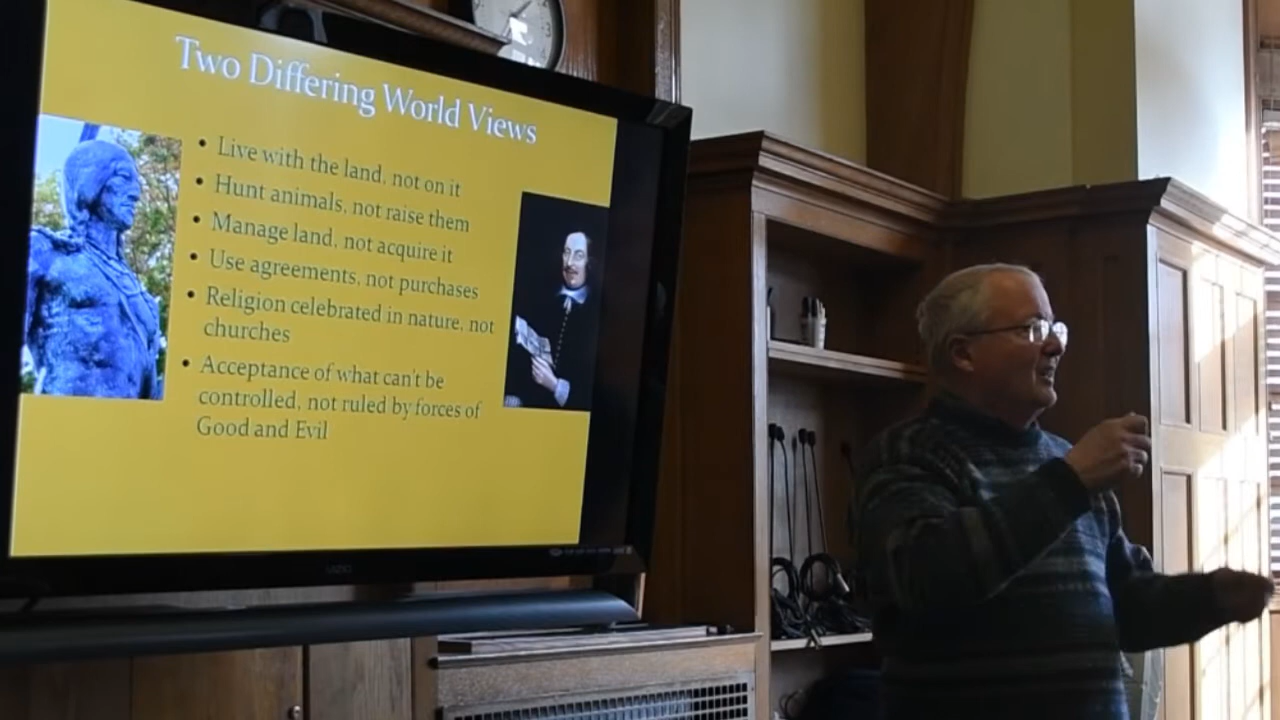 Two Differing World Views
• Live with the land, not on it
• Hunt animals, not raise them
• Manage land, not acquire it
• Use agreements, not purchases
• Religion celebrated in nature, not
churches
• Acceptance of what can't be
controlled, not ruled by forces of
Good and Evil
VIZIO